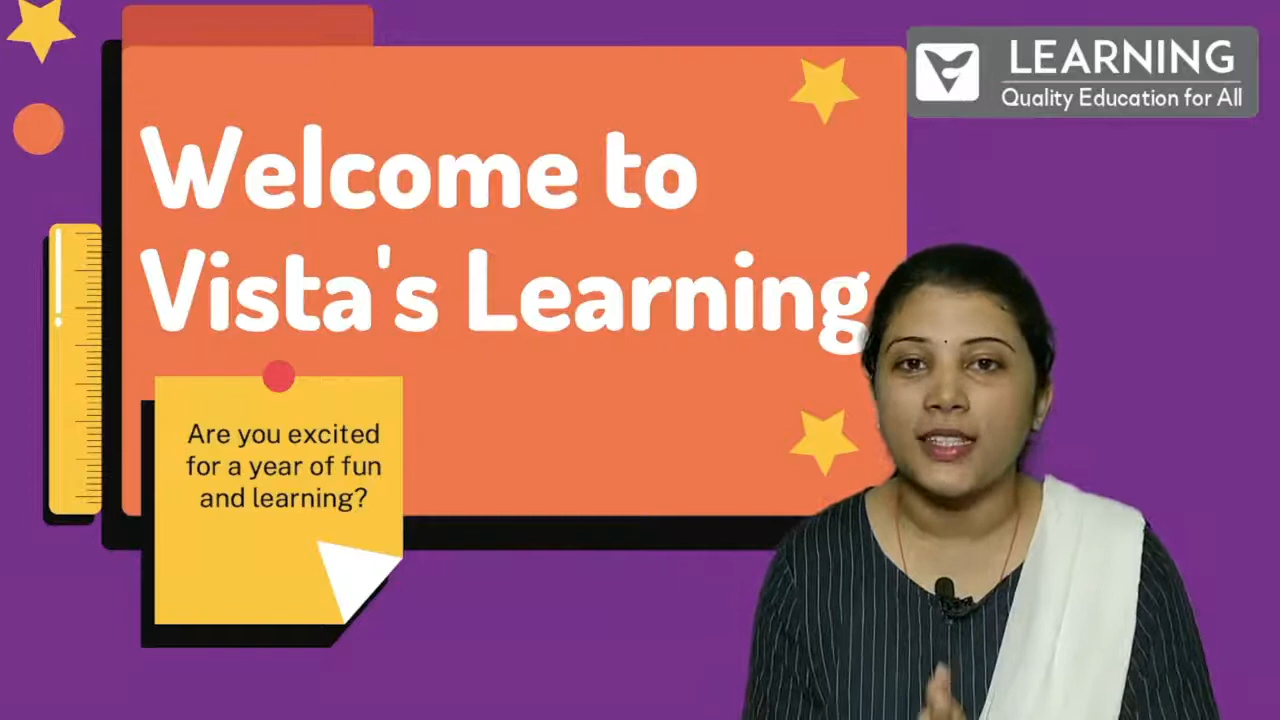 Welcome to
Vista's Learning
LEARNING
Quality Education for All
Are you excited
for a year of fun
and learning?